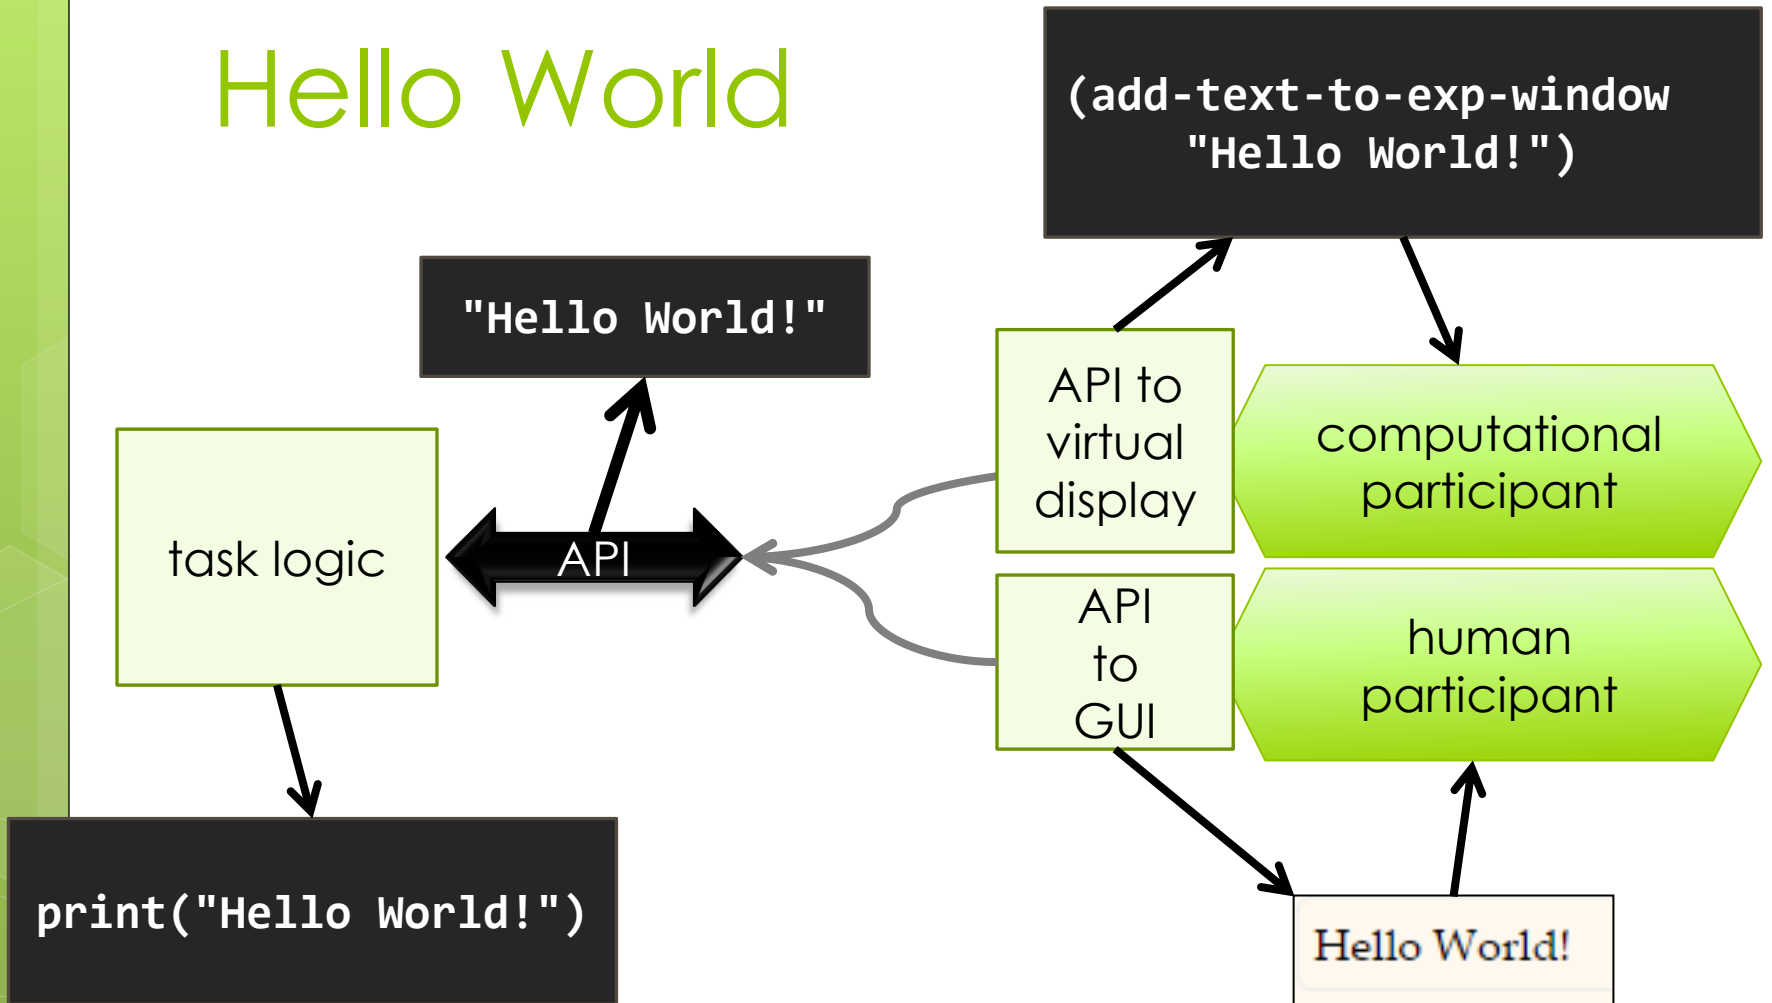 Hello World
(add-text-to-exp-window
"Hello World!")
"Hello World!"
API to
virtual
display
computational
participant
task logic
API
API
to
GUI
human
participant
print("Hello World!")
Hello World!